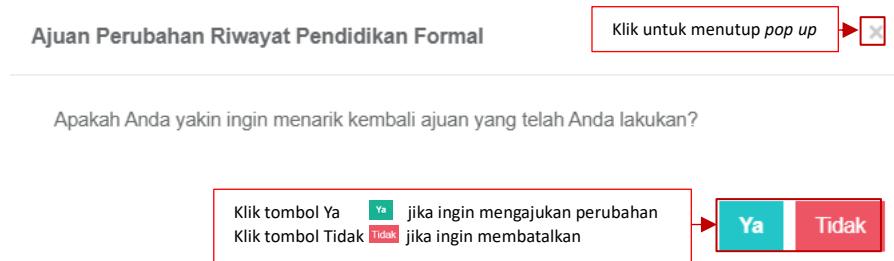 Ajuan Perubahan Riwayat Pendidikan Formal
Klik untuk menutup pop up
×
Apakah Anda yakin ingin menarik kembali ajuan yang telah Anda lakukan?
Klik tombol Ya Ya jika ingin mengajukan perubahan
Klik tombol Tidak Tidak jika ingin membatalkan
Ya Tidak